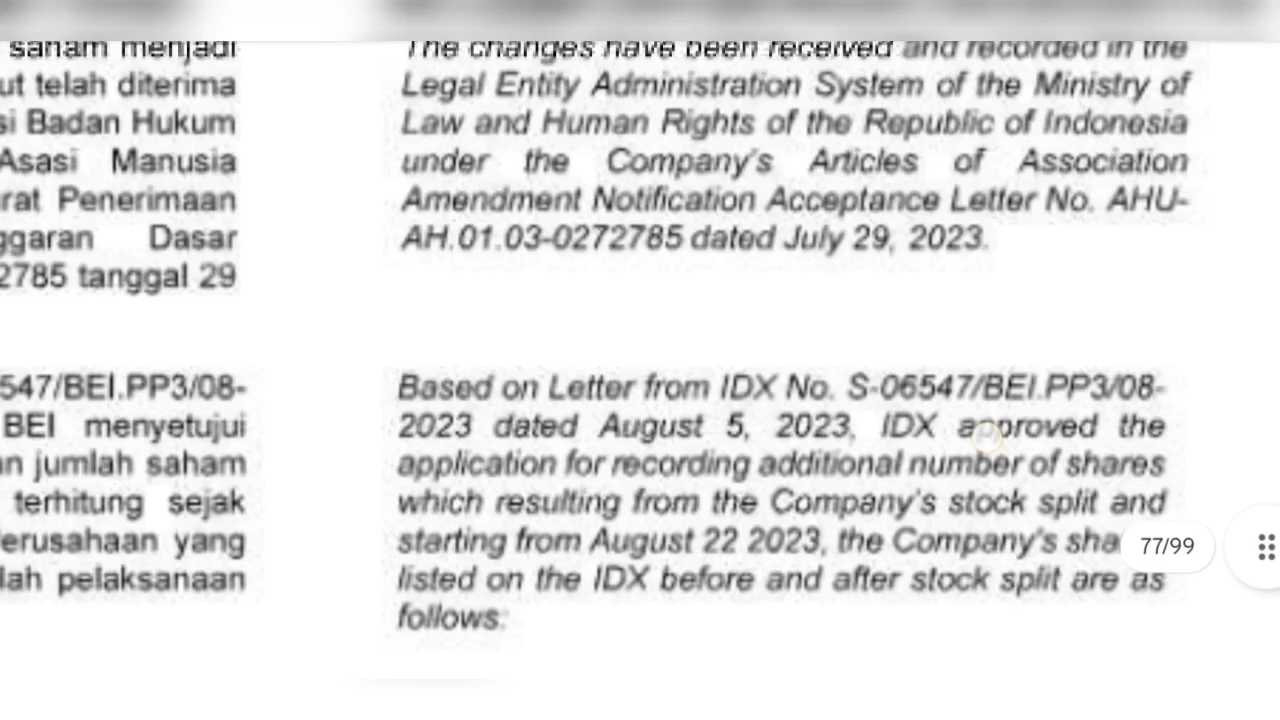 saham menjadi
ut telah diterima
si Badan Hukum
Asasi Manusia
rat Penerimaan
ggaran Dasar
2785 tanggal 29
The changes have been received and recorded in the
Legal Entity Administration System of the Ministry of
Law and Human Rights of the Republic of Indonesia
under the Company's Articles of Association
Amendment Notification Acceptance Letter No. AHU-
AH.01.03-0272785 dated July 29, 2023.
547/BEI.PP3/08-
BEI menyetujui
an jumlah saham
terhitung sejak
Perusahaan yang
lah pelaksanaan
Based on Letter from IDX No. S-06547/BEI.PP3/08-
2023 dated August 5, 2023, IDX approved the
application for recording additional number of shares
which resulting from the Company's stock split and
starting from August 22 2023, the Company's sha
listed on the IDX before and after stock split are as
follows:
77/99